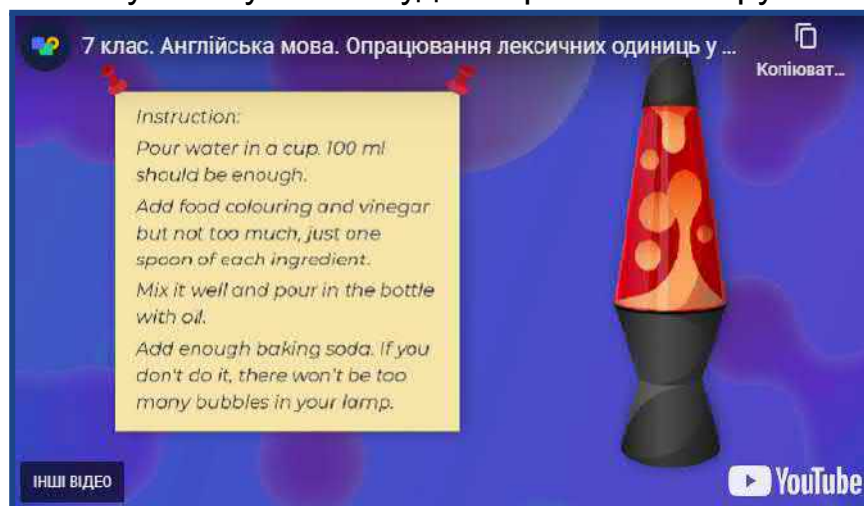 7 клас. Англійська мова. Опрацювання лексичних одиниць у ...
Копіюват...
Instruction:
Pour water in a cup. 100 ml
should be enough.
Add food colouring and vinegar
but not too much, just one
spoon of each ingredient.
Mix it well and pour in the bottle
with oil.
Add enough baking soda. If you
don't do it, there won't be too
many bubbles in your lamp.
ІНШІ ВІДЕО
YouTube